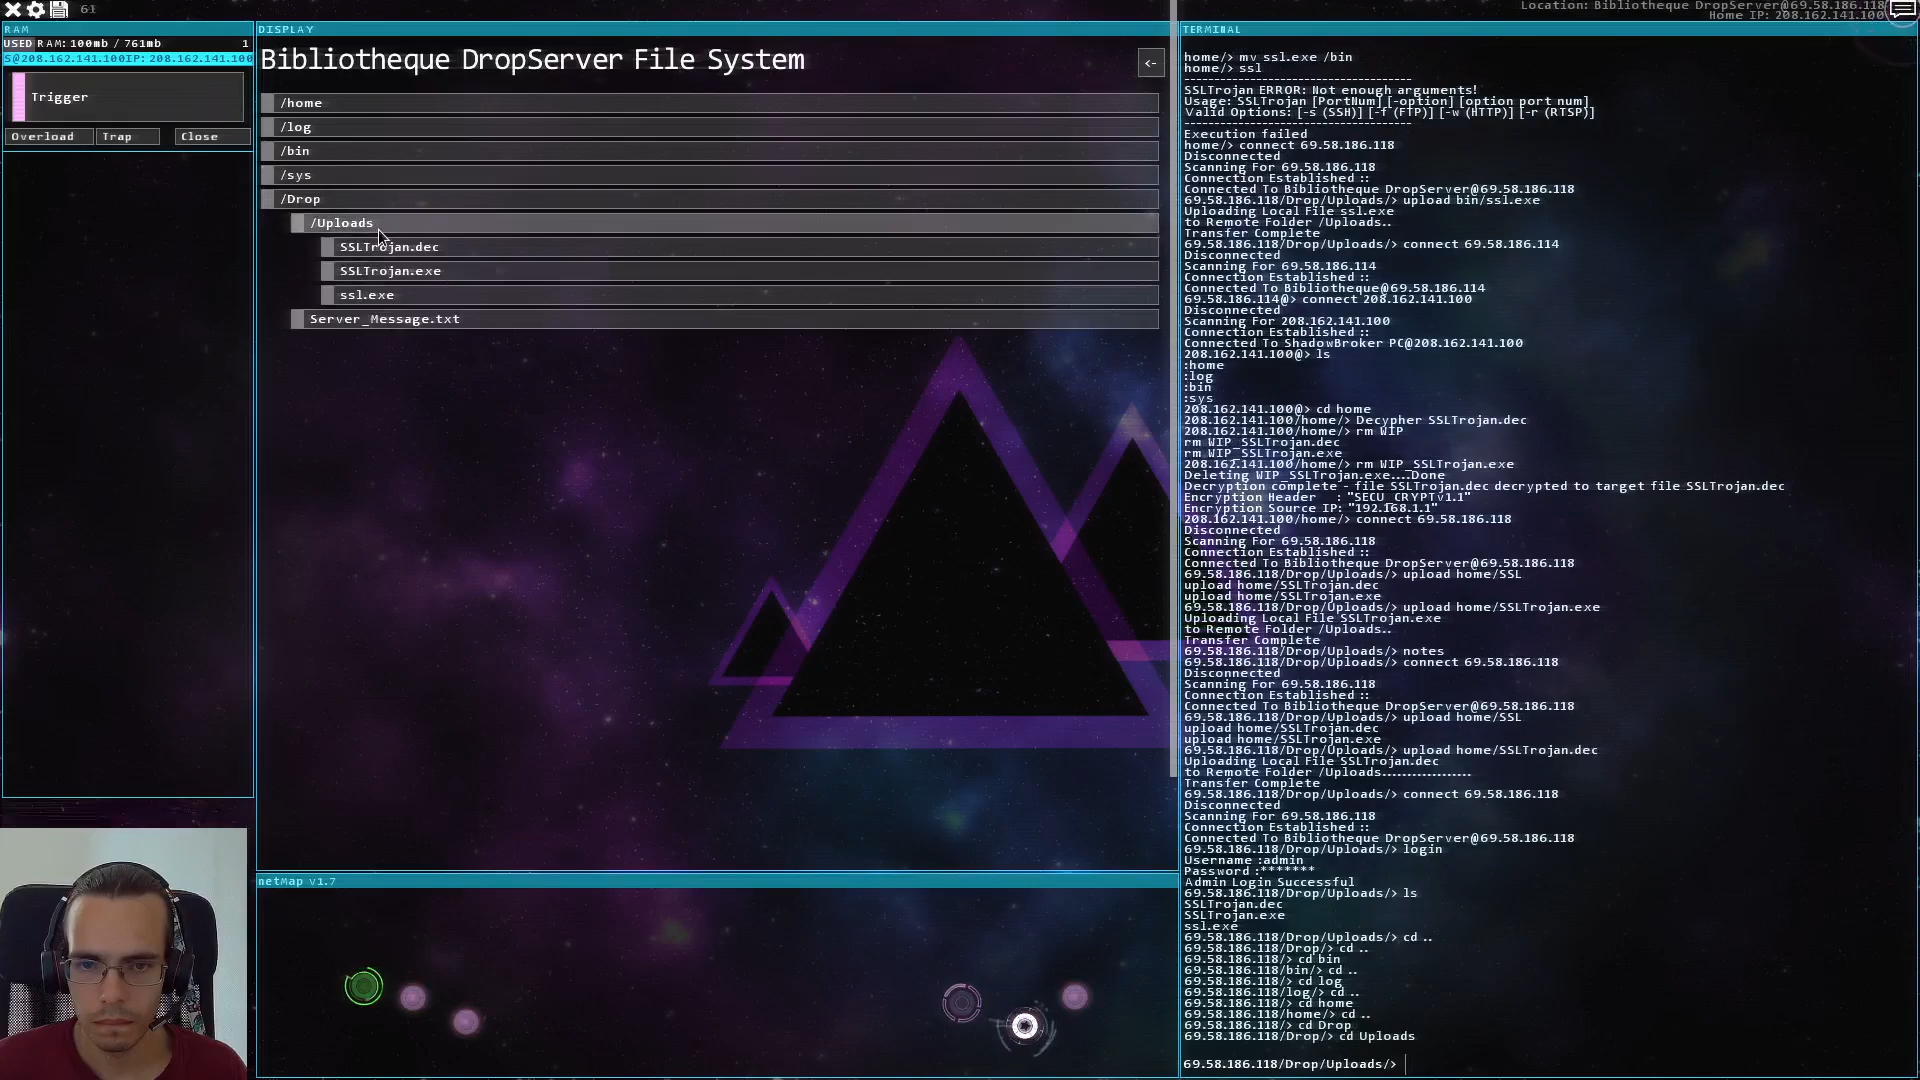 61
Location: Bibliotheque DropServer@69.58.186.118
Home IP: 208.162.141.100
RAM
USED RAM: 100mb / 761mb 1
S@208.162.141.100IP: 208.162.141.100
Trigger
Overload Trap Close
DISPLAY
Bibliotheque DropServer File System
<-
/home
/log
/bin
/sys
/Drop
/Uploads
SSLTrojan.dec
SSLTrojan.exe
ssl.exe
Server_Message.txt
netMap v1.7
TERMINAL
home/> mv ssl.exe /bin
home/> ssl
---------------------------------------
SSLTrojan ERROR: Not enough arguments!
Usage: SSLTrojan [PortNum] [-option] [option port num]
Valid Options: [-s (SSH)] [-f (FTP)] [-w (HTTP)] [-r (RTSP)]
---------------------------------------
Execution failed
home/> connect 69.58.186.118
Disconnected
Scanning For 69.58.186.118
Connection Established ::
Connected To Bibliotheque DropServer@69.58.186.118
69.58.186.118/Drop/Uploads/> upload bin/ssl.exe
Uploading Local File ssl.exe
to Remote Folder /Uploads..
Transfer Complete
69.58.186.118/Drop/Uploads/> connect 69.58.186.114
Disconnected
Scanning For 69.58.186.114
Connection Established ::
Connected To Bibliotheque@69.58.186.114
69.58.186.114@> connect 208.162.141.100
Disconnected
Scanning For 208.162.141.100
Connection Established ::
Connected To ShadowBroker PC@208.162.141.100
208.162.141.100@> ls
:home
:log
:bin
:sys
208.162.141.100@> cd home
208.162.141.100/home/> Decypher SSLTrojan.dec
208.162.141.100/home/> rm WIP
rm WIP_SSLTrojan.dec
rm WIP_SSLTrojan.exe
208.162.141.100/home/> rm WIP_SSLTrojan.exe
Deleting WIP_SSLTrojan.exe....Done
Decryption complete - file SSLTrojan.dec decrypted to target file SSLTrojan.dec
Encryption Header : "SECU_CRYPTv1.1"
Encryption Source IP: "192.168.1.1"
208.162.141.100/home/> connect 69.58.186.118
Disconnected
Scanning For 69.58.186.118
Connection Established ::
Connected To Bibliotheque DropServer@69.58.186.118
69.58.186.118/Drop/Uploads/> upload home/SSL
upload home/SSLTrojan.dec
upload home/SSLTrojan.exe
69.58.186.118/Drop/Uploads/> upload home/SSLTrojan.exe
Uploading Local File SSLTrojan.exe
to Remote Folder /Uploads..
Transfer Complete
69.58.186.118/Drop/Uploads/> notes
69.58.186.118/Drop/Uploads/> connect 69.58.186.118
Disconnected
Scanning For 69.58.186.118
Connection Established ::
Connected To Bibliotheque DropServer@69.58.186.118
69.58.186.118/Drop/Uploads/> upload home/SSL
upload home/SSLTrojan.dec
upload home/SSLTrojan.exe
69.58.186.118/Drop/Uploads/> upload home/SSLTrojan.dec
Uploading Local File SSLTrojan.dec
to Remote Folder /Uploads..................
Transfer Complete
69.58.186.118/Drop/Uploads/> connect 69.58.186.118
Disconnected
Scanning For 69.58.186.118
Connection Established ::
Connected To Bibliotheque DropServer@69.58.186.118
69.58.186.118/Drop/Uploads/> login
Username :admin
Password :*******
Admin Login Successful
69.58.186.118/Drop/Uploads/> ls
SSLTrojan.dec
SSLTrojan.exe
ssl.exe
69.58.186.118/Drop/Uploads/> cd ..
69.58.186.118/Drop/> cd ..
69.58.186.118/> cd bin
69.58.186.118/bin/> cd ..
69.58.186.118/> cd log
69.58.186.118/log/> cd ..
69.58.186.118/> cd home
69.58.186.118/home/> cd ..
69.58.186.118/> cd Drop
69.58.186.118/Drop/> cd Uploads
69.58.186.118/Drop/Uploads/>